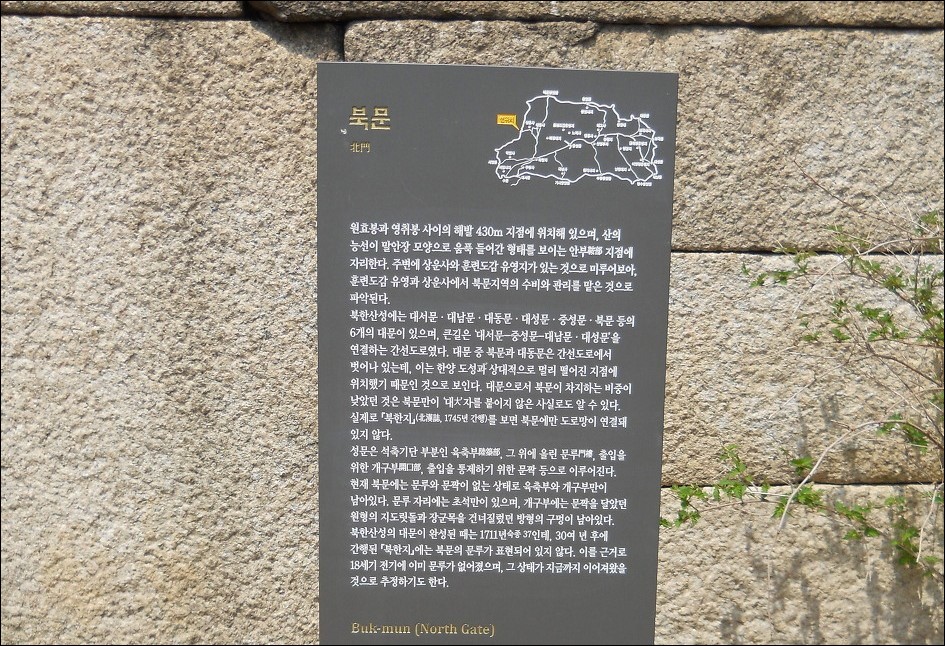 북문
北門
원효봉과 영취봉 사이의 해발 430m 지점에 위치해 있으며, 산의
능선이 말안장 모양으로 움푹 들어간 형태를 보이는 안부鞍部 지점에
자리한다. 주변에 상운사와 훈련도감 유영지가 있는 것으로 미루어보아,
훈련도감 유영과 상운사에서 북문지역의 수비와 관리를 맡은 것으로
파악된다.
북한산성에는 대서문 · 대남문 · 대동문 · 대성문 · 중성문 · 북문 등의
6개의 대문이 있으며, 큰길은 '대서문–중성문–대남문 · 대성문'을
연결하는 간선도로였다. 대문 중 북문과 대동문은 간선도로에서
벗어나 있는데, 이는 한양 도성과 상대적으로 멀리 떨어진 지점에
위치했기 때문인 것으로 보인다. 대문으로서 북문이 차지하는 비중이
낮았던 것은 북문만이 '대大'자를 붙이지 않은 사실로도 알 수 있다.
실제로 『북한지』(北漢誌, 1745년 간행)를 보면 북문에만 도로망이 연결돼
있지 않다.
성문은 석축기단 부분인 육축부陸築部, 그 위에 올린 문루門樓, 출입을
위한 개구부開口部, 출입을 통제하기 위한 문짝 등으로 이루어진다.
현재 북문에는 문루와 문짝이 없는 상태로 육축부와 개구부만이
남아있다. 문루 자리에는 초석만이 있으며, 개구부에는 문짝을 달았던
원형의 지도릿돌과 장군목을 건너질렀던 방형의 구멍이 남아있다.
북한산성의 대문이 완성된 때는 1711년숙종 37인데, 30여 년 후에
간행된 『북한지』에는 북문의 문루가 표현되어 있지 않다. 이를 근거로
18세기 전기에 이미 문루가 없어졌으며, 그 상태가 지금까지 이어져왔을
것으로 추정하기도 한다.
Buk-mun (North Gate)